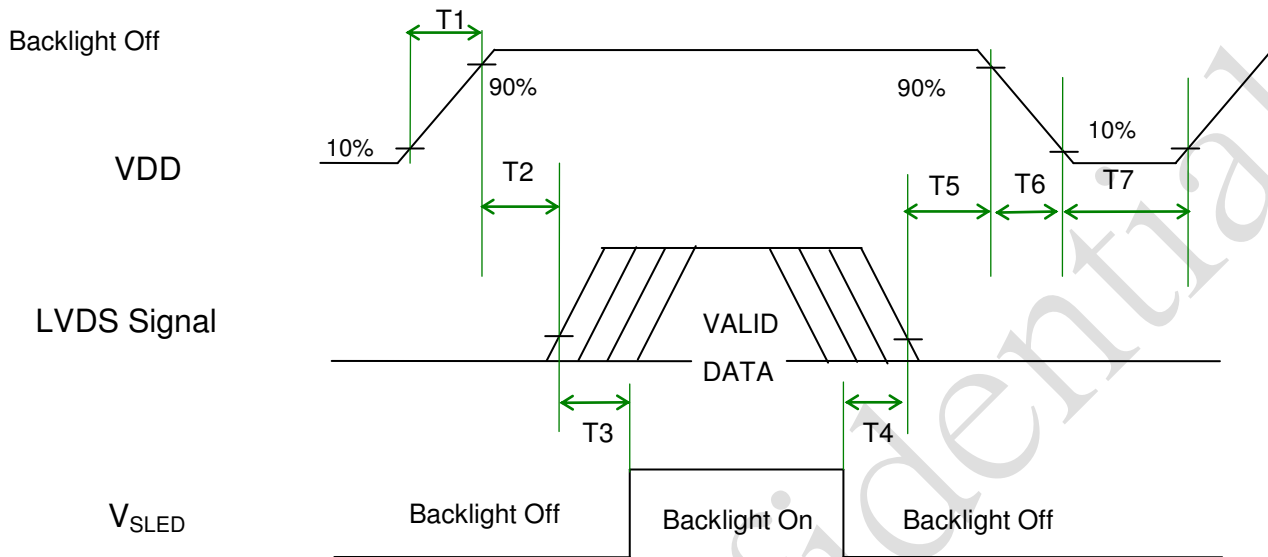 Backlight Off
T1
90%
90%
10%
10%
VDD
T2
T5
T6
T7
LVDS Signal
VALID
DATA
T3
T4
VSLED
Backlight Off
Backlight On
Backlight Off
fidential